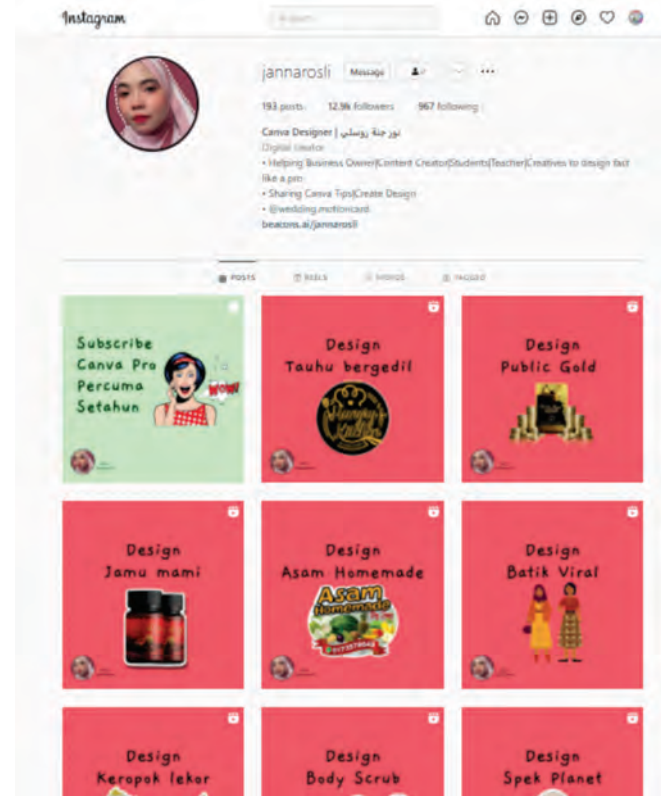 Instagram
jannarosli Message
193 posts 12.9k followers 967 following
Canva Designer | نور جنة روسلي
Digital creator
• Helping Business Owner|Content Creator|Students|Teacher|Creatives to design fast
like a pro
• Sharing Canva Tips|Create Design
• @wedding.motioncard
beacons.ai/jannarosli
POSTS REELS TAGGED
Subscribe
Canva Pro
Percuma
Setahun
WOW!
Design
Tauhu bergedil
Design
Public Gold
Design
Jamu mami
Design
Asam Homemade
Asam
Homemade
Design
Batik Viral
Design
Keropok lekor
Design
Body Scrub
Design
Spek Planet